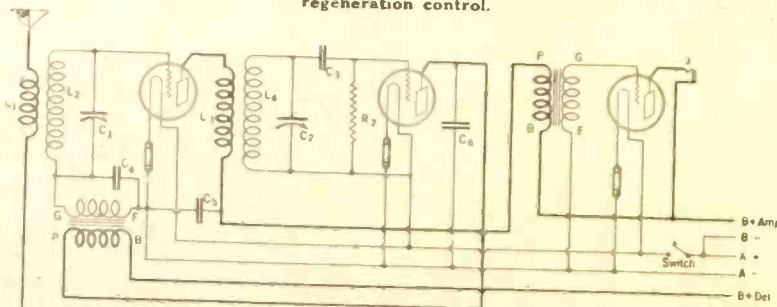 regeneration control.
L1
L2
C1
C4
G
F
P
B
C5
L3
L4
C3
C2
R2
C6
P
G
B
F
J
B+ Amp
B -
A +
Switch
A -
B+ Det